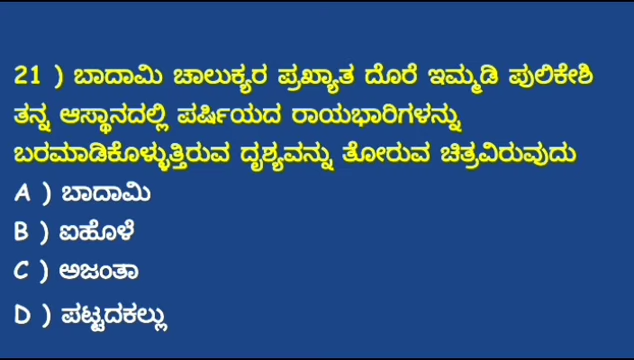 21 ) ಬಾದಾಮಿ ಚಾಲುಕ್ಯರ ಪ್ರಖ್ಯಾತ ದೊರೆ ಇಮ್ಮಡಿ ಪುಲಿಕೇಶಿ
ತನ್ನ ಆಸ್ಥಾನದಲ್ಲಿ ಪರ್ಷಿಯದ ರಾಯಭಾರಿಗಳನ್ನು
ಬರಮಾಡಿಕೊಳ್ಳುತ್ತಿರುವ ದೃಶ್ಯವನ್ನು ತೋರುವ ಚಿತ್ರವಿರುವುದು
A ) ಬಾದಾಮಿ
B ) ಐಹೊಳೆ
C ) ಅಜಂತಾ
D ) ಪಟ್ಟದಕಲ್ಲು